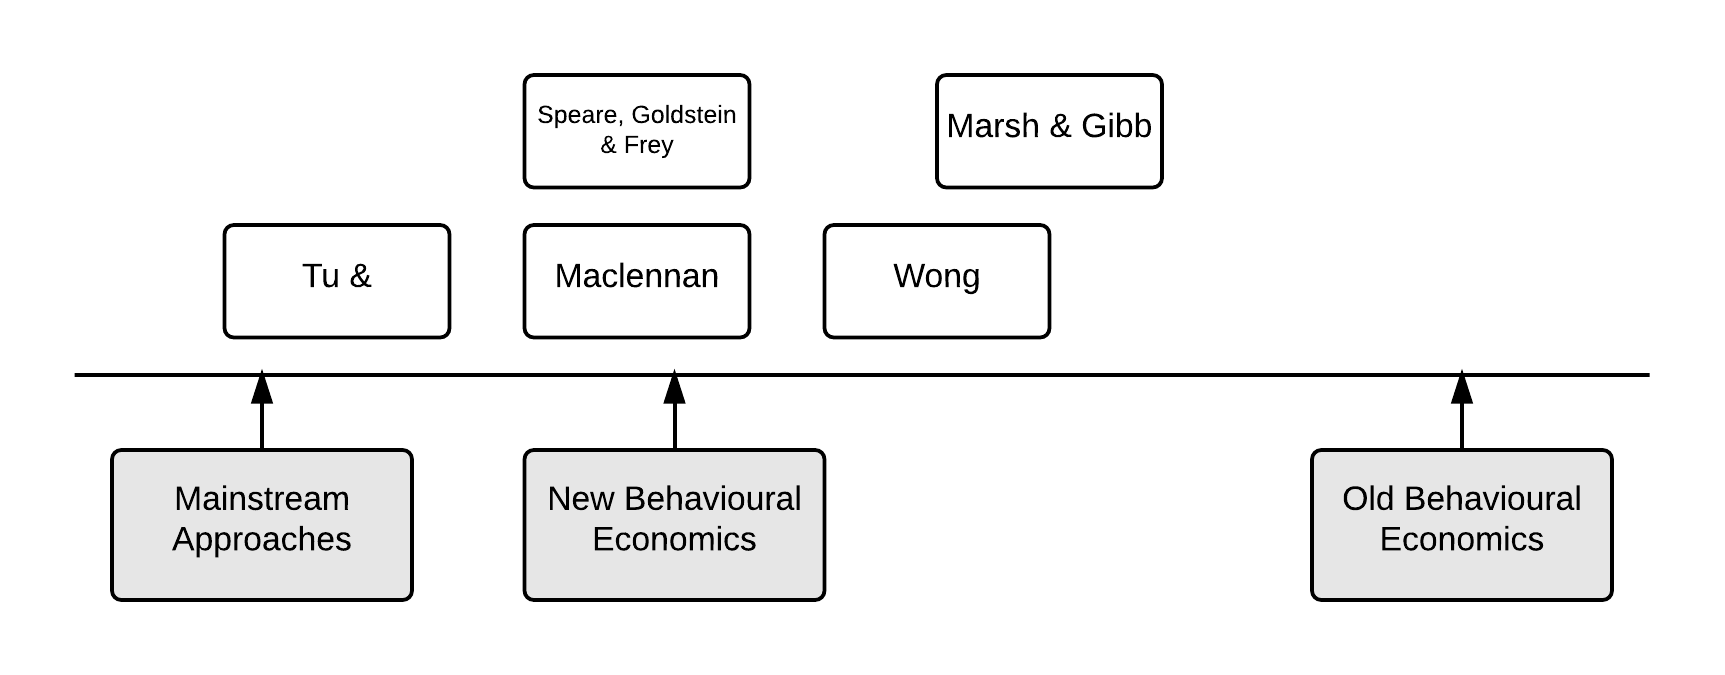 Speare, Goldstein
& Frey
Marsh & Gibb
Tu &
Maclennan
Wong
Mainstream
Approaches
New Behavioural
Economics
Old Behavioural
Economics